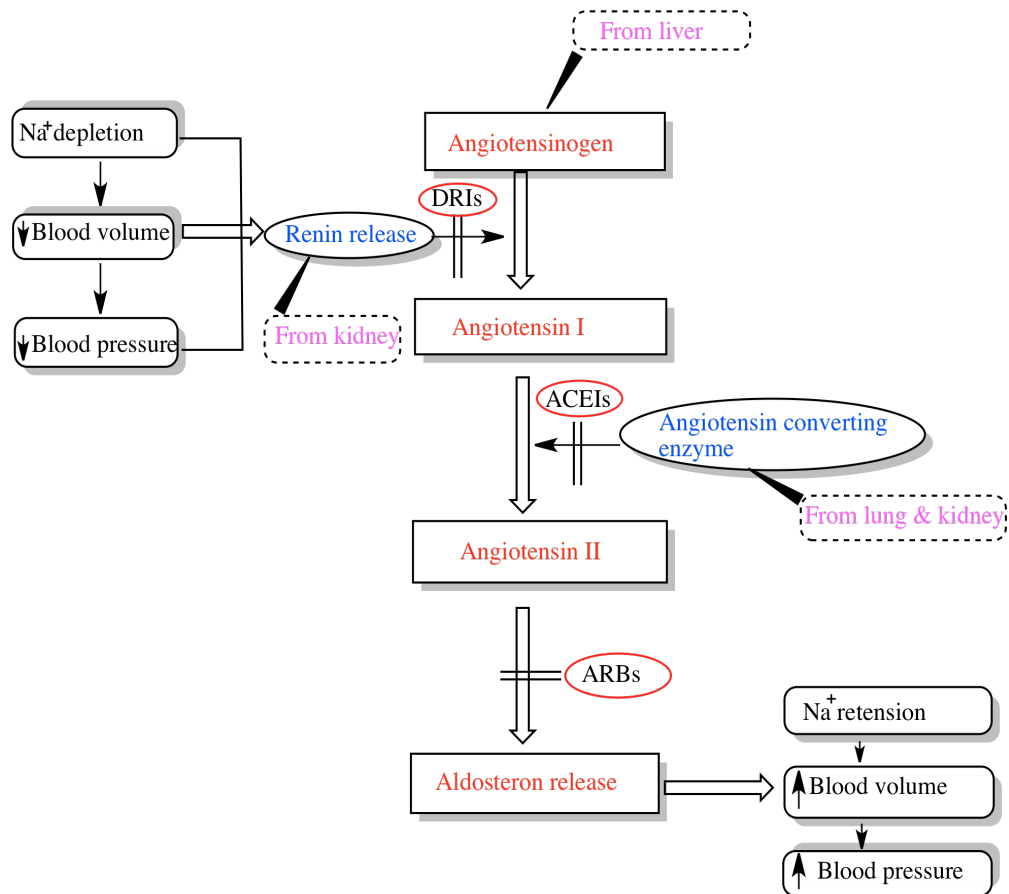 From liver
Na+ depletion
Angiotensinogen
DRIs
Blood volume
Renin release
From kidney
Angiotensin I
Blood pressure
ACEIs
Angiotensin converting
enzyme
From lung & kidney
Angiotensin II
ARBs
Na+ retension
Aldosteron release
Blood volume
Blood pressure